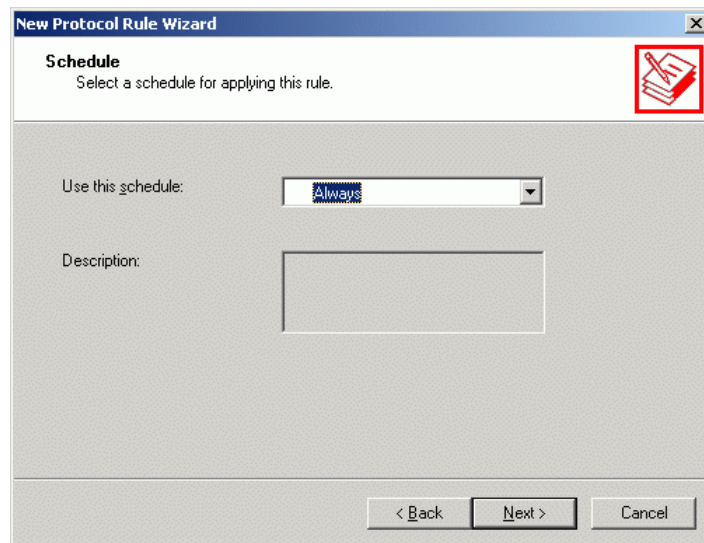 New Protocol Rule Wizard
Schedule
Select a schedule for applying this rule.
Use this schedule:
Always
Description:
< Back
Next >
Cancel